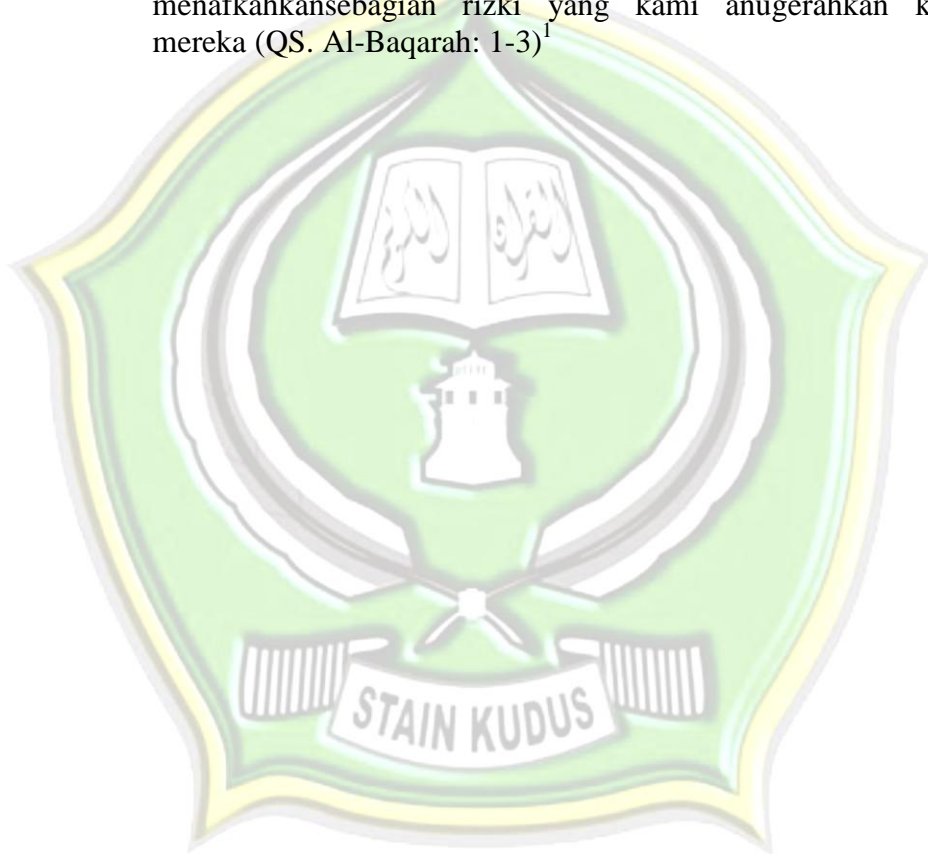 menafkahkansebagian rizki yang kami anugerahkan k
mereka (QS. Al-Baqarah: 1-3)1
STAIN KUDUS